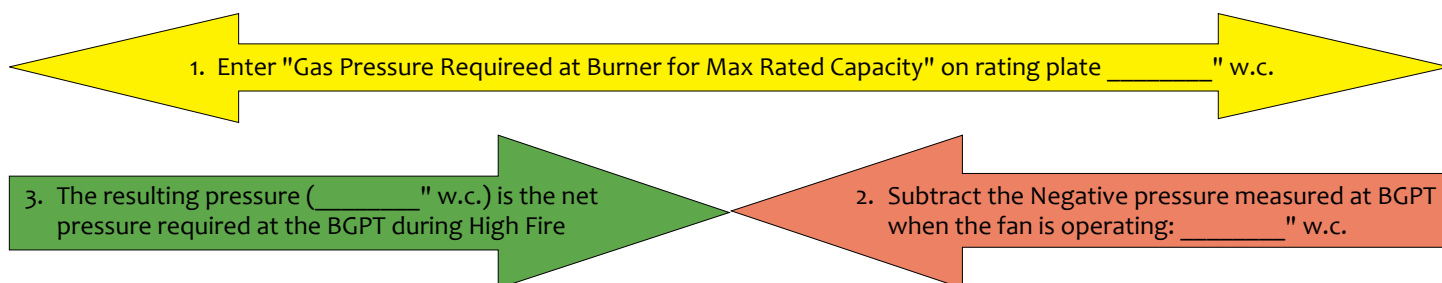 1. Enter "Gas Pressure Requireed at Burner for Max Rated Capacity" on rating plate ________" w.c.
3. The resulting pressure (________" w.c.) is the net
pressure required at the BGPT during High Fire
2. Subtract the Negative pressure measured at BGPT
when the fan is operating: ________" w.c.